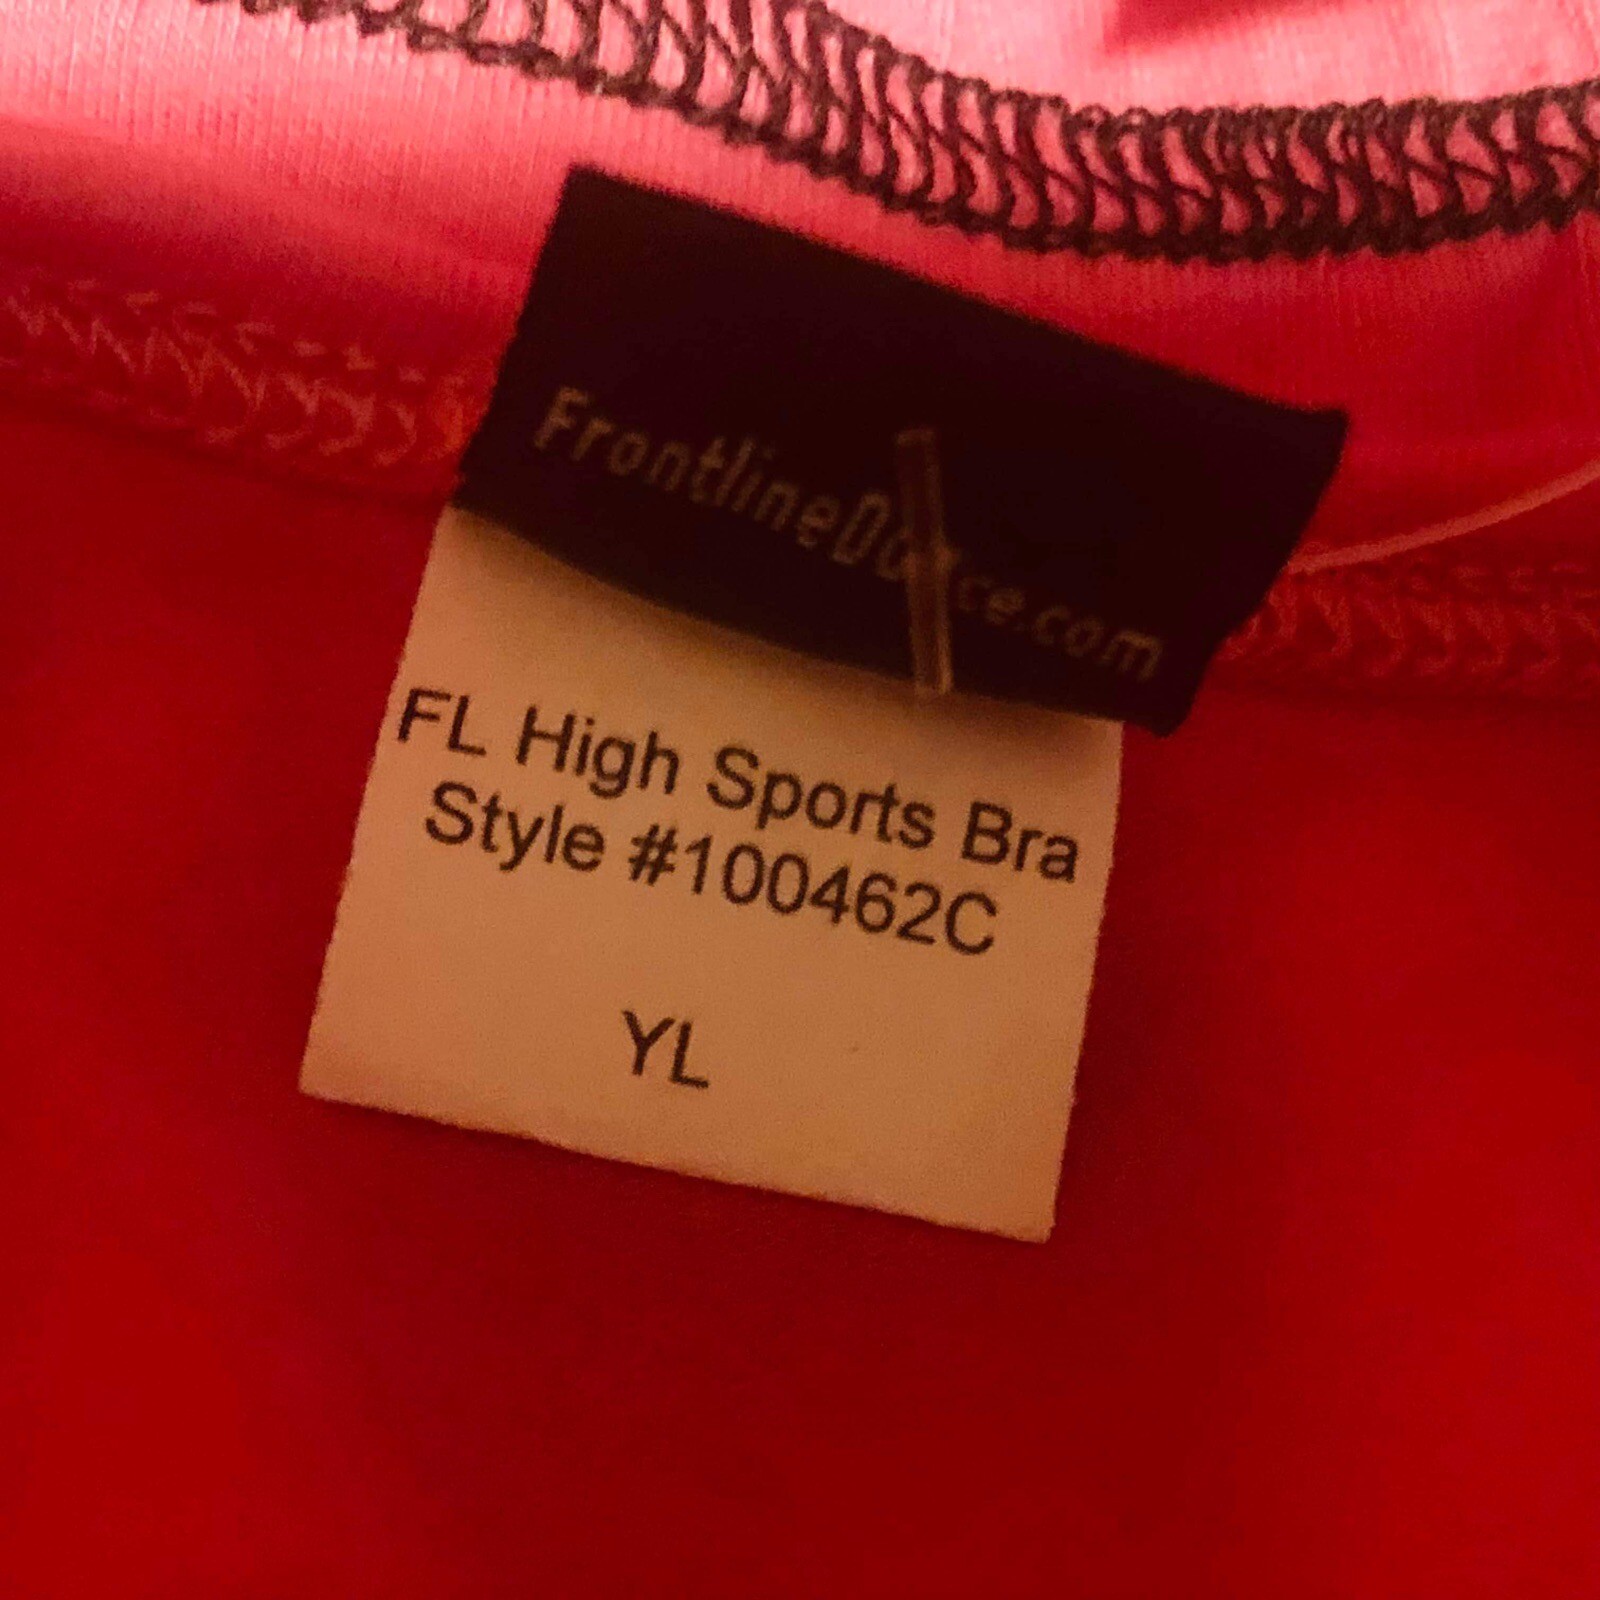 FrontlineDance.com
FL High Sports Bra
Style #100462C
YL